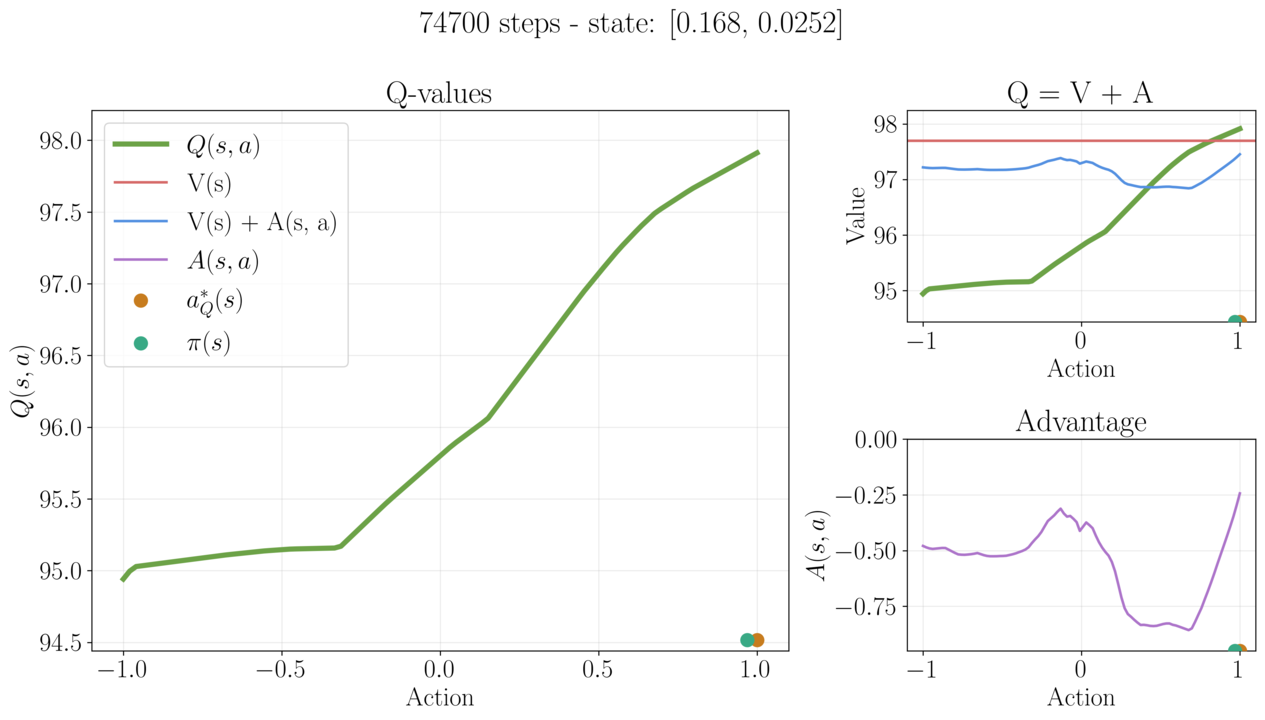 74700 steps - state: [0.168, 0.0252]
Q-values
98.0
97.5
97.0
96.5
96.0
95.5
95.0
94.5
Q(s, a)
Q(s, a)
V(s)
V(s) + A(s, a)
A(s, a)
a*Q(s)
π(s)
−1.0 −0.5 0.0 0.5 1.0
Action
Q = V + A
98
97
96
95
Value
−1 0 1
Action
Advantage
0.00
−0.25
−0.50
−0.75
A(s, a)
−1 0 1
Action